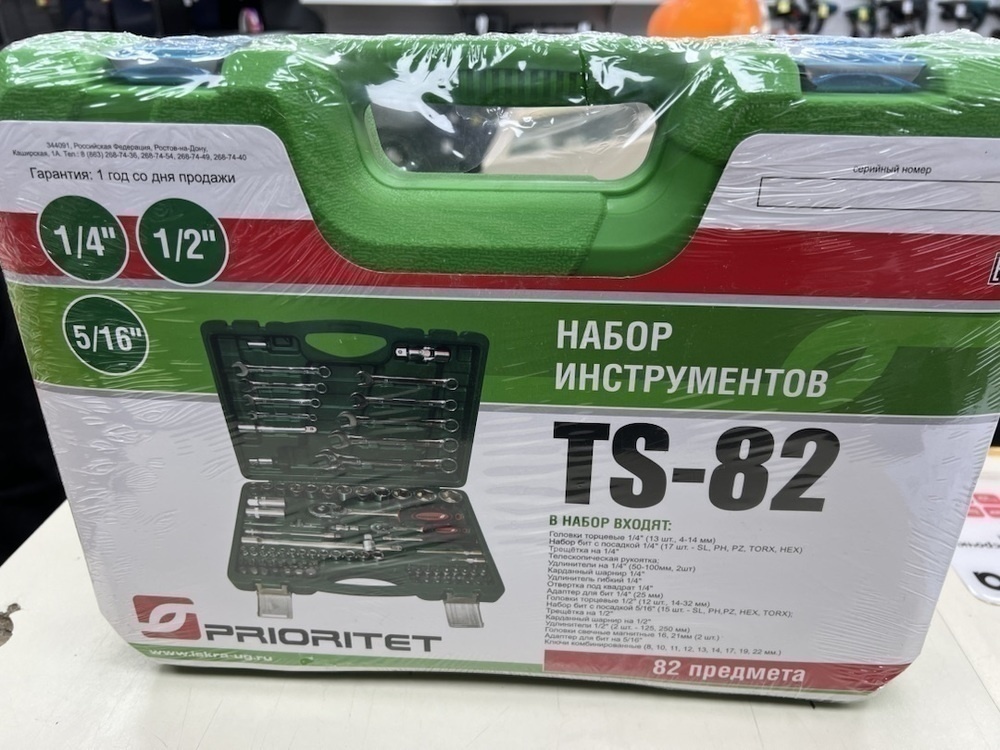 344091, Российская Федерация, Ростов-на-Дону,
Каширская, 1А. Тел.: 8 (863) 268-74-36, 268-74-54, 268-74-49, 268-74-40
Гарантия: 1 год со дня продажи
серийный номер
1/4" 1/2"
5/16"
НАБОР
ИНСТРУМЕНТОВ
TS-82
В НАБОР ВХОДЯТ:
Головки торцевые 1/4" (13 шт., 4-14 мм)
Набор бит с посадкой 1/4" (17 шт. - SL, PH, PZ, TORX, HEX)
Трещётка на 1/4"
Телескопическая рукоятка,
Удлинители на 1/4" (50-100мм, 2шт)
Карданный шарнир 1/4"
Удлинитель гибкий 1/4"
Отвертка под квадрат 1/4"
Адаптер для бит 1/4" (25 мм)
Головки торцевые 1/2" (12 шт., 14-32 мм)
Набор бит с посадкой 5/16" (15 шт. - SL, PH,PZ, HEX, TORX):
Трещётка на 1/2"
Карданный шарнир на 1/2"
Удлинители 1/2" (2 шт. - 125, 250 мм)
Головки свечные магнитные 16, 21мм (2 шт.)
Адаптер для бит на 5/16"
Ключи комбинированные (8, 10, 11, 12, 13, 14, 17, 19, 22 мм.)
PRIORITET
www.iskra-ug.ru
82 предмета